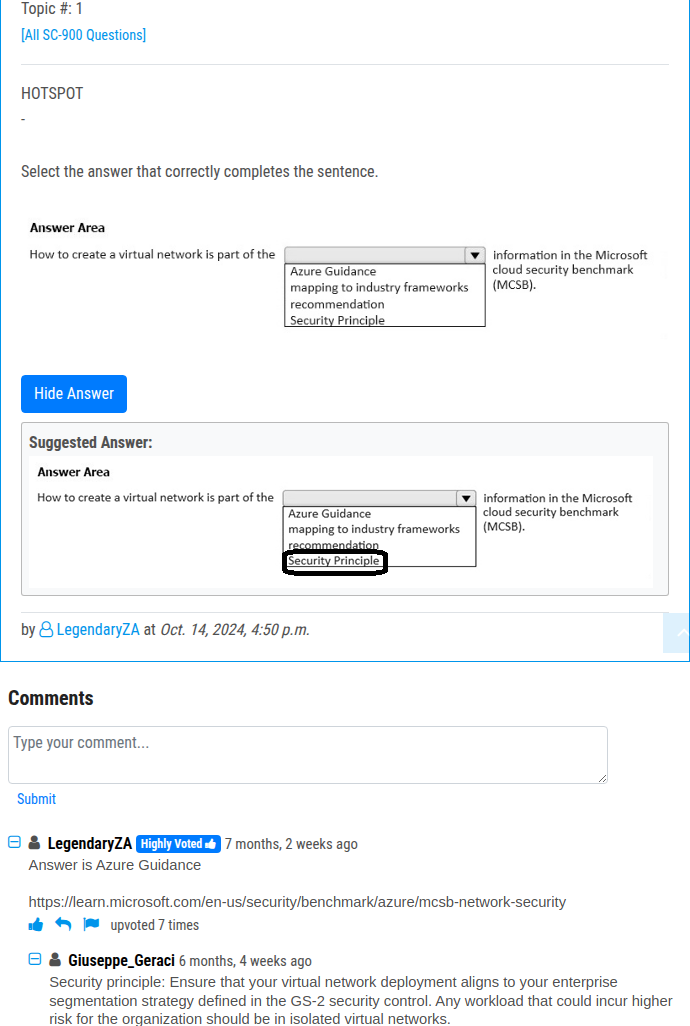 Topic #: 1
[All SC-900 Questions]
HOTSPOT
-
Select the answer that correctly completes the sentence.
Answer Area
How to create a virtual network is part of the
Azure Guidance
mapping to industry frameworks
recommendation
Security Principle
information in the Microsoft
cloud security benchmark
(MCSB).
Hide Answer
Suggested Answer:
Answer Area
How to create a virtual network is part of the
Azure Guidance
mapping to industry frameworks
recommendation
Security Principle
information in the Microsoft
cloud security benchmark
(MCSB).
by LegendaryZA at Oct. 14, 2024, 4:50 p.m.
Comments
Type your comment...
Submit
LegendaryZA Highly Voted 7 months, 2 weeks ago
Answer is Azure Guidance
https://learn.microsoft.com/en-us/security/benchmark/azure/mcsb-network-security
upvoted 7 times
Giuseppe_Geraci 6 months, 4 weeks ago
Security principle: Ensure that your virtual network deployment aligns to your enterprise
segmentation strategy defined in the GS-2 security control. Any workload that could incur higher
risk for the organization should be in isolated virtual networks.